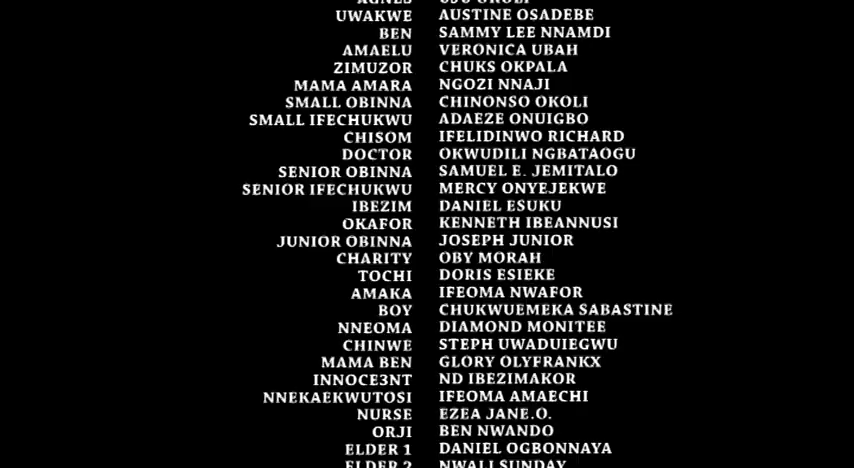 UWAKWE AUSTINE OSADEBE
BEN SAMMY LEE NNAMDI
AMAELU VERONICA UBAH
ZIMUZOR CHUKS OKPALA
MAMA AMARA NGOZI NNAJI
SMALL OBINNA CHINONSO OKOLI
SMALL IFECHUKWU ADAEZE ONUIGBO
CHISOM IFELIDINWO RICHARD
DOCTOR OKWUDILI NGBATAOGU
SENIOR OBINNA SAMUEL E. JEMITALO
SENIOR IFECHUKWU MERCY ONYEJEKWE
IBEZIM DANIEL ESUKU
OKAFOR KENNETH IBEANNUSI
JUNIOR OBINNA JOSEPH JUNIOR
CHARITY OBY MORAH
TOCHI DORIS ESIEKE
AMAKA IFEOMA NWAFOR
BOY CHUKWUEMEKA SABASTINE
NNEOMA DIAMOND MONITEE
CHINWE STEPH UWADUIEGWU
MAMA BEN GLORY OLYFRANKX
INNOCE3NT ND IBEZIMAKOR
NNEKAEKWUTOSI IFEOMA AMAECHI
NURSE EZEA JANE.O.
ORJI BEN NWANDO
ELDER 1 DANIEL OGBONNAYA
ELDER 2 NWALI SUNDAY